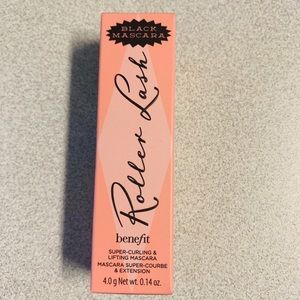 BLACK
MASCARA
Roller Lash
benefit
SUPER-CURLING &
LIFTING MASCARA
MASCARA SUPER-COURBE
& EXTENSION
4.0 g Net wt. 0.14 oz.